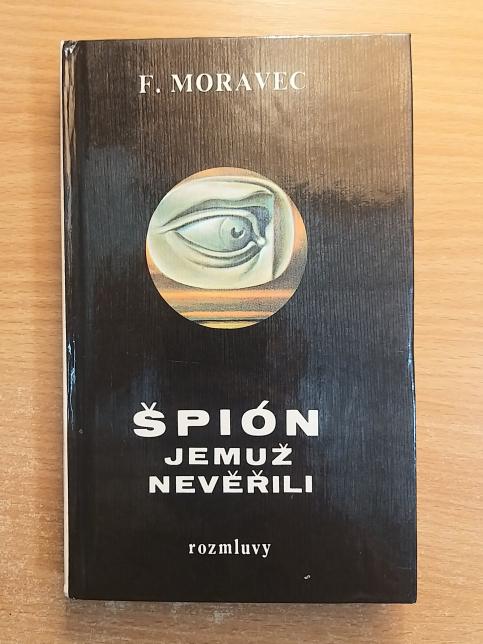 F. MORAVEC
ŠPIÓN
JEMUŽ
NEVĚŘILI
rozmluvy